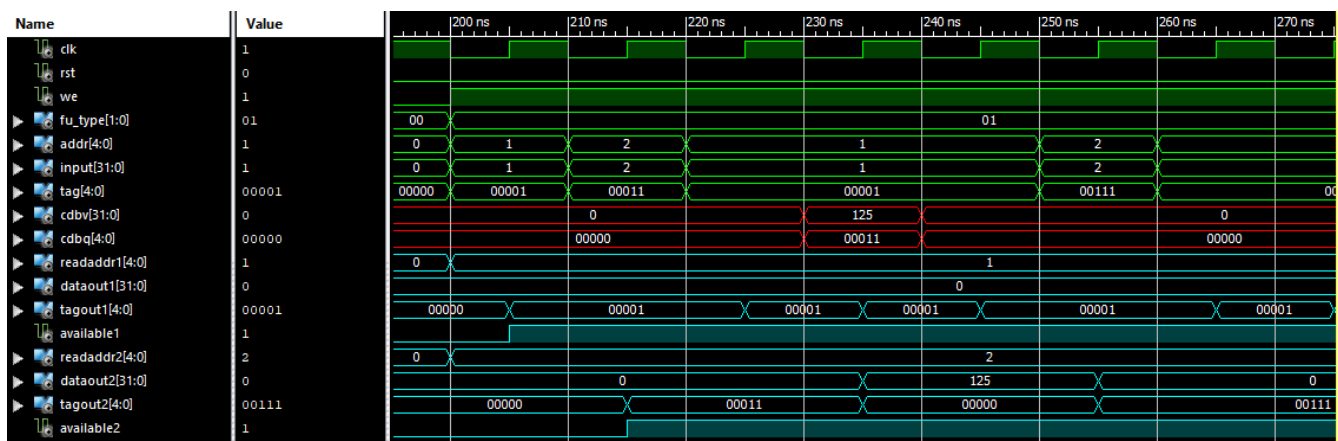 Name Value 200 ns 210 ns 220 ns 230 ns 240 ns 250 ns 260 ns 270 ns
clk 1
rst 0
we 1
fu_type[1:0] 01 00 01
addr[4:0] 1 0 1 2 1 2
input[31:0] 1 0 1 2 1 2
tag[4:0] 00001 00000 00001 00011 00001 00111 00
cdbv[31:0] 0 0 125 0
cdbq[4:0] 00000 00000 00011 00000
readaddr1[4:0] 1 0 1
dataout1[31:0] 0 0
tagout1[4:0] 00001 00000 00001 00001 00001 00001 00001
available1 1
readaddr2[4:0] 2 0 2
dataout2[31:0] 0 0 125 0
tagout2[4:0] 00111 00000 00011 00000 00111
available2 1